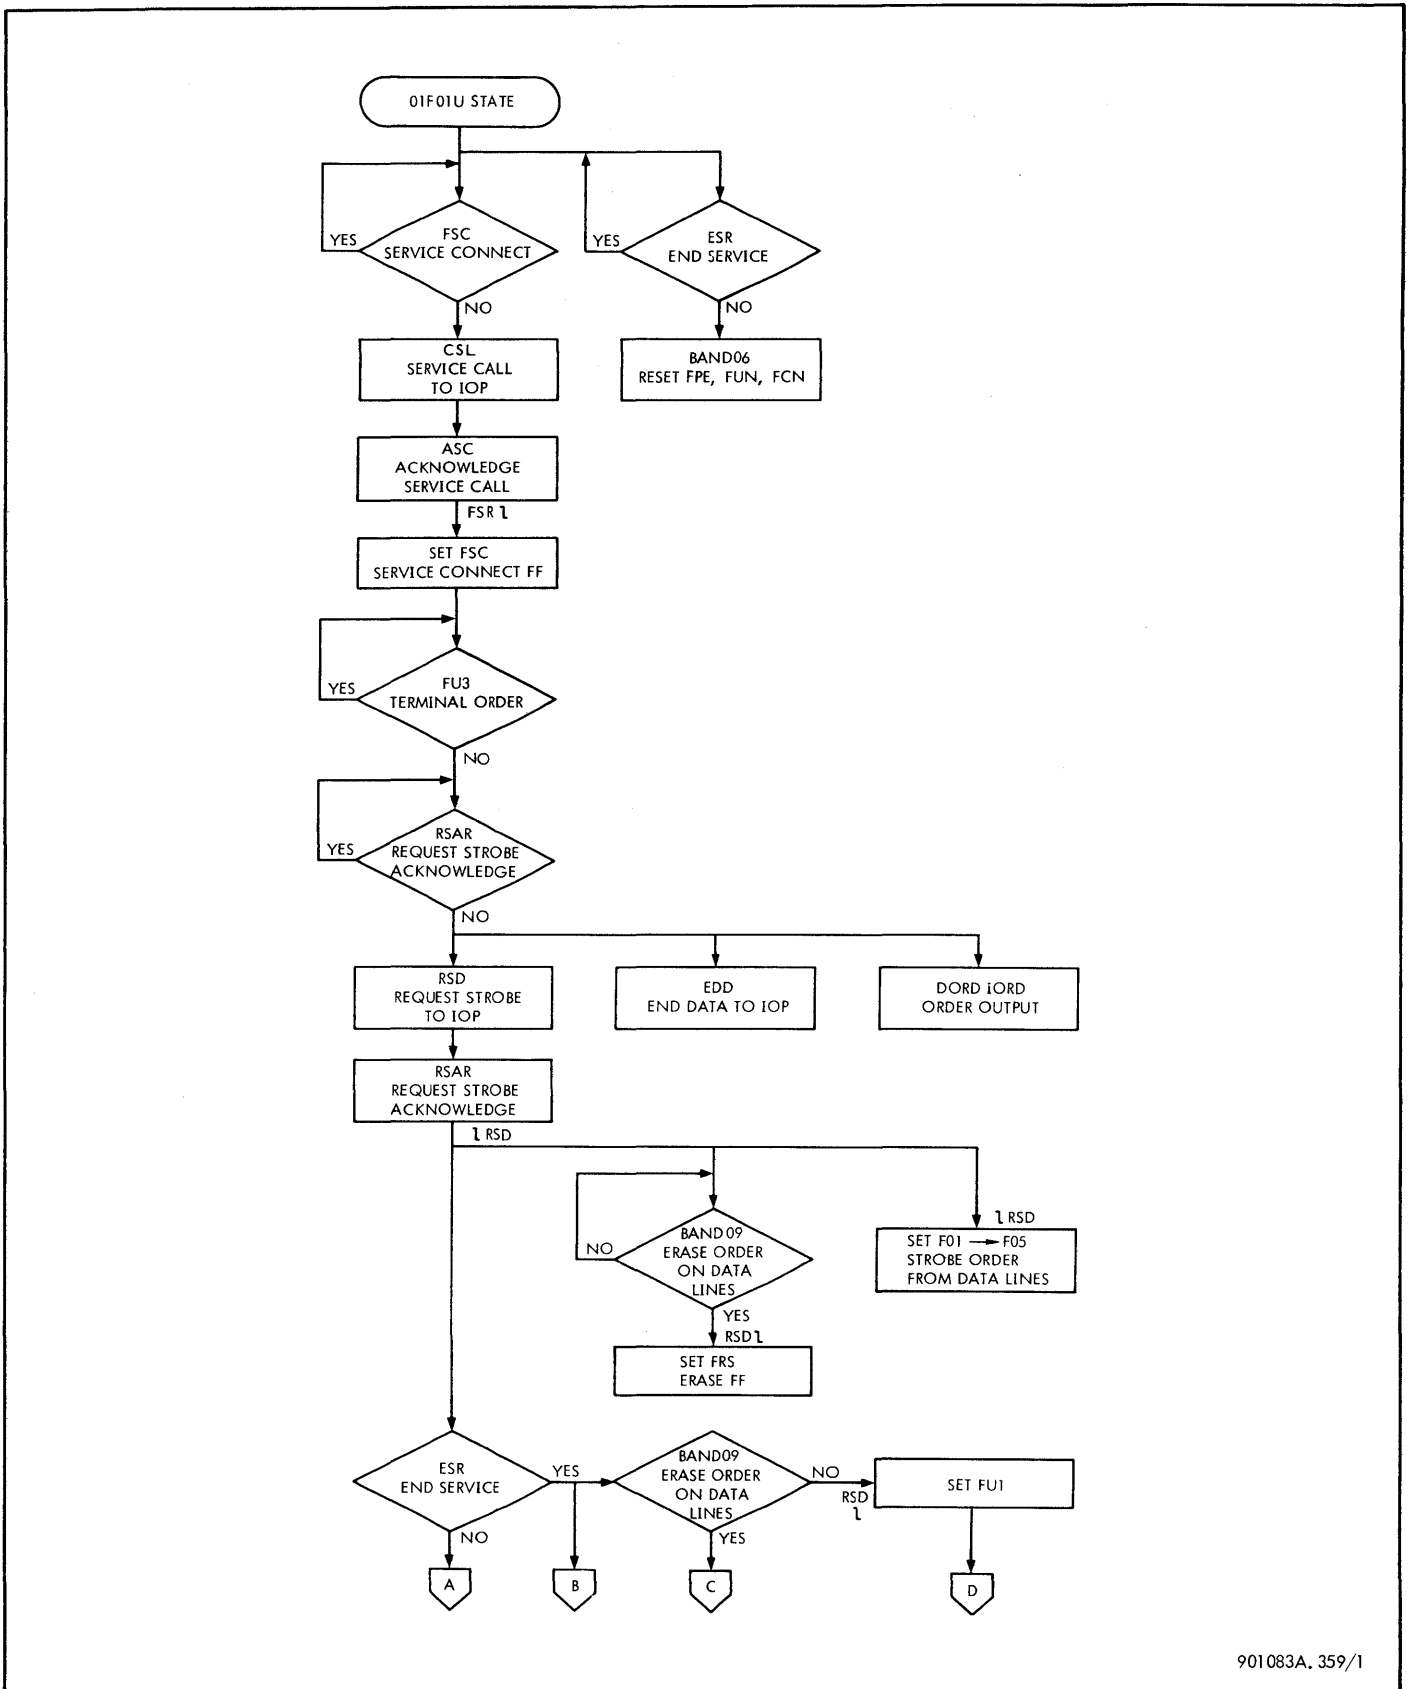 01F01U STATE
FSC
SERVICE CONNECT
YES
NO
ESR
END SERVICE
YES
NO
CSL
SERVICE CALL
TO IOP
BAND06
RESET FPE, FUN, FCN
ASC
ACKNOWLEDGE
SERVICE CALL
FSR ʅ
SET FSC
SERVICE CONNECT FF
FU3
TERMINAL ORDER
YES
NO
RSAR
REQUEST STROBE
ACKNOWLEDGE
YES
NO
RSD
REQUEST STROBE
TO IOP
EDD
END DATA TO IOP
DORD IORD
ORDER OUTPUT
RSAR
REQUEST STROBE
ACKNOWLEDGE
ʅ RSD
BAND09
ERASE ORDER
ON DATA
LINES
NO
YES
RSD ʅ
SET FRS
ERASE FF
ʅ RSD
SET F01 → F05
STROBE ORDER
FROM DATA LINES
ESR
END SERVICE
YES
NO
BAND09
ERASE ORDER
ON DATA
LINES
NO
RSD
ʅ
YES
SET FU1
A
B
C
D
901083A. 359/1